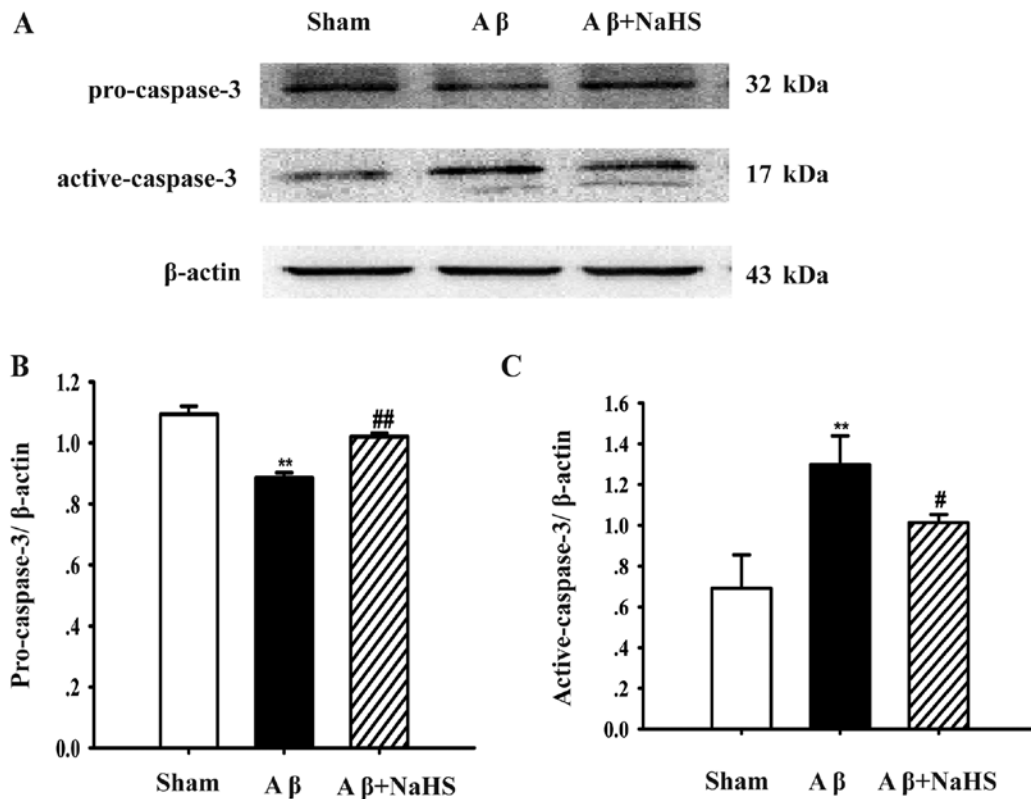 A
Sham A β A β+NaHS
pro-caspase-3 32 kDa
active-caspase-3 17 kDa
β-actin 43 kDa
B
Pro-caspase-3/ β-actin
1.2
1.0
.8
.6
.4
.2
0.0
**
##
Sham A β A β+NaHS
C
Active-caspase-3/ β-actin
1.6
1.4
1.2
1.0
.8
.6
.4
.2
0.0
**
#
Sham A β A β+NaHS